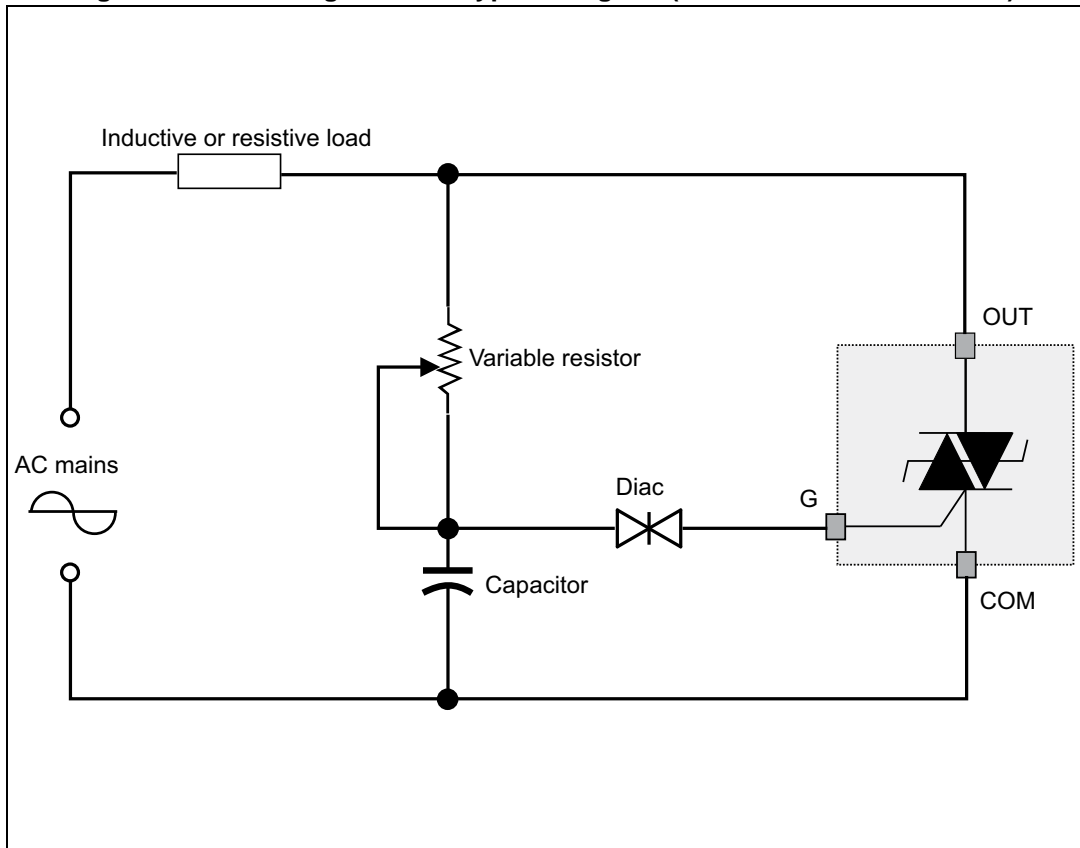 Inductive or resistive load
OUT
Variable resistor
AC mains
Diac
G
Capacitor
COM